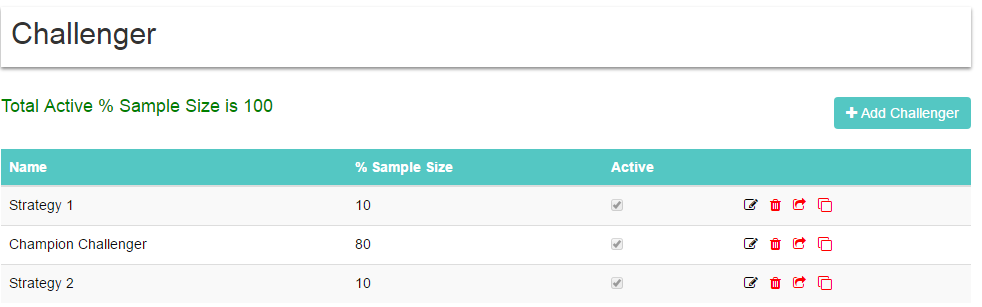 Challenger
Total Active % Sample Size is 100
Add Challenger
Name % Sample Size Active
Strategy 1 10
Champion Challenger 80
Strategy 2 10